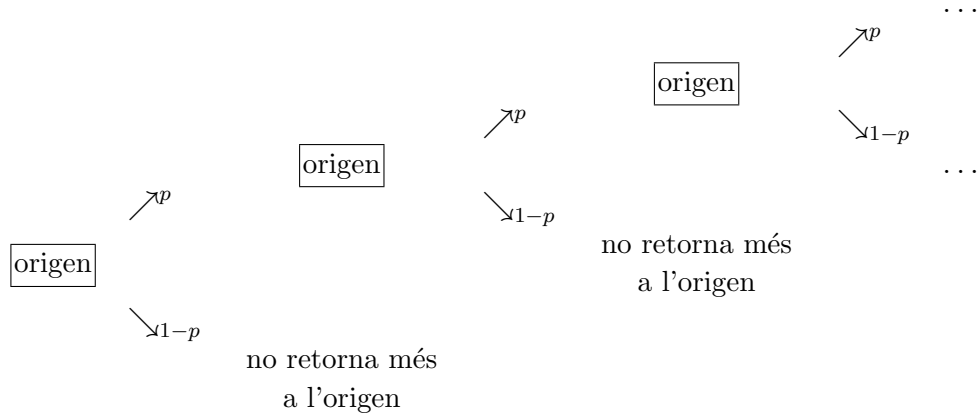 ...
p
origen
1−p
p
...
origen
1−p
p
no retorna més
a l'origen
origen
1−p
no retorna més
a l'origen